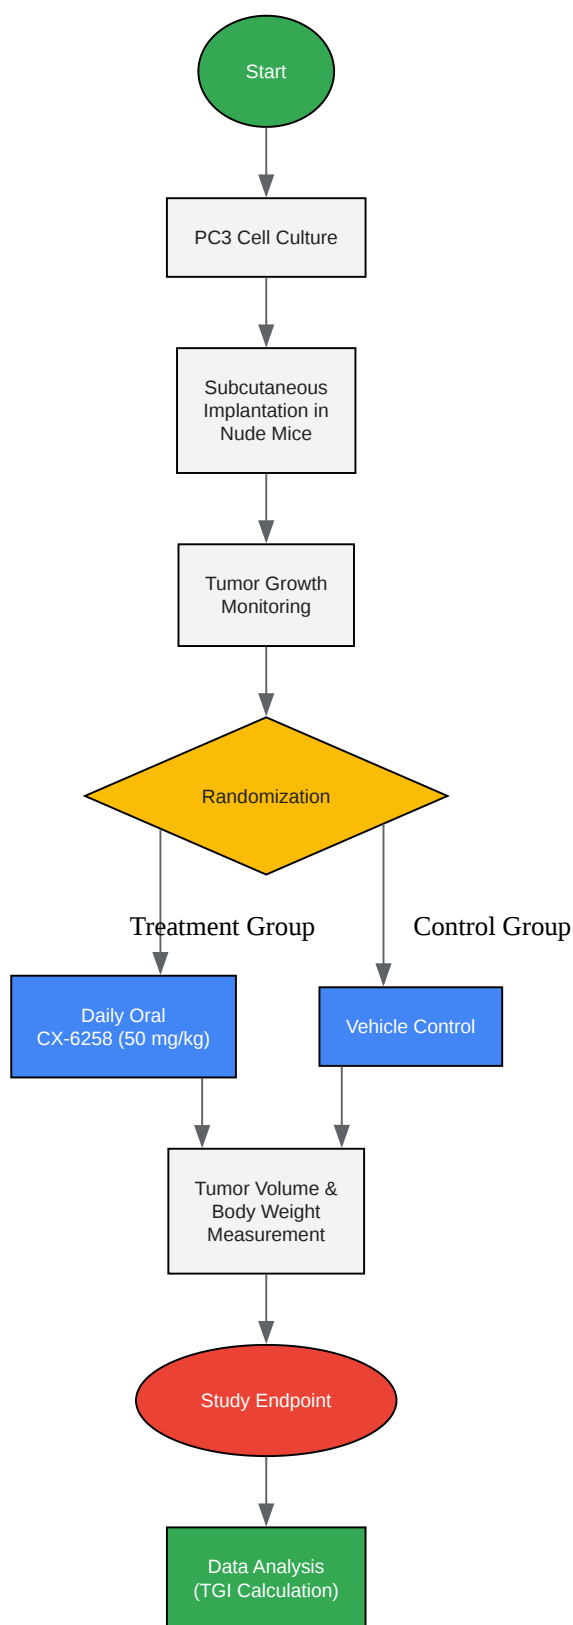 Start
PC3 Cell Culture
Subcutaneous
Implantation in
Nude Mice
Tumor Growth
Monitoring
Randomization
Treatment Group
Control Group
Daily Oral
CX-6258 (50 mg/kg)
Vehicle Control
Tumor Volume &
Body Weight
Measurement
Study Endpoint
Data Analysis
(TGI Calculation)